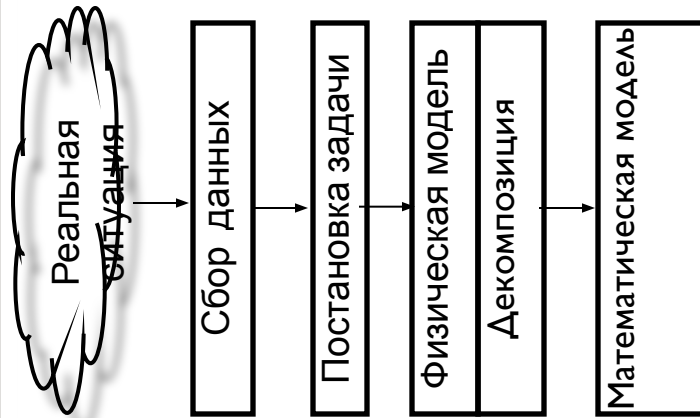 Реальная
ситуация
Сбор данных
Постановка задачи
Физическая модель
Декомпозиция
Математическая модель